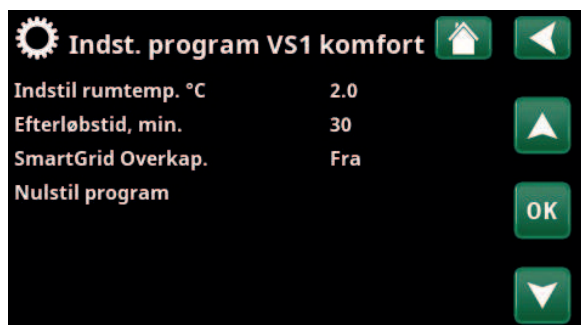 Indst. program VS1 komfort
Indstil rumtemp. °C 2.0
Efterløbstid, min. 30
SmartGrid Overkap. Fra
Nulstil program
OK